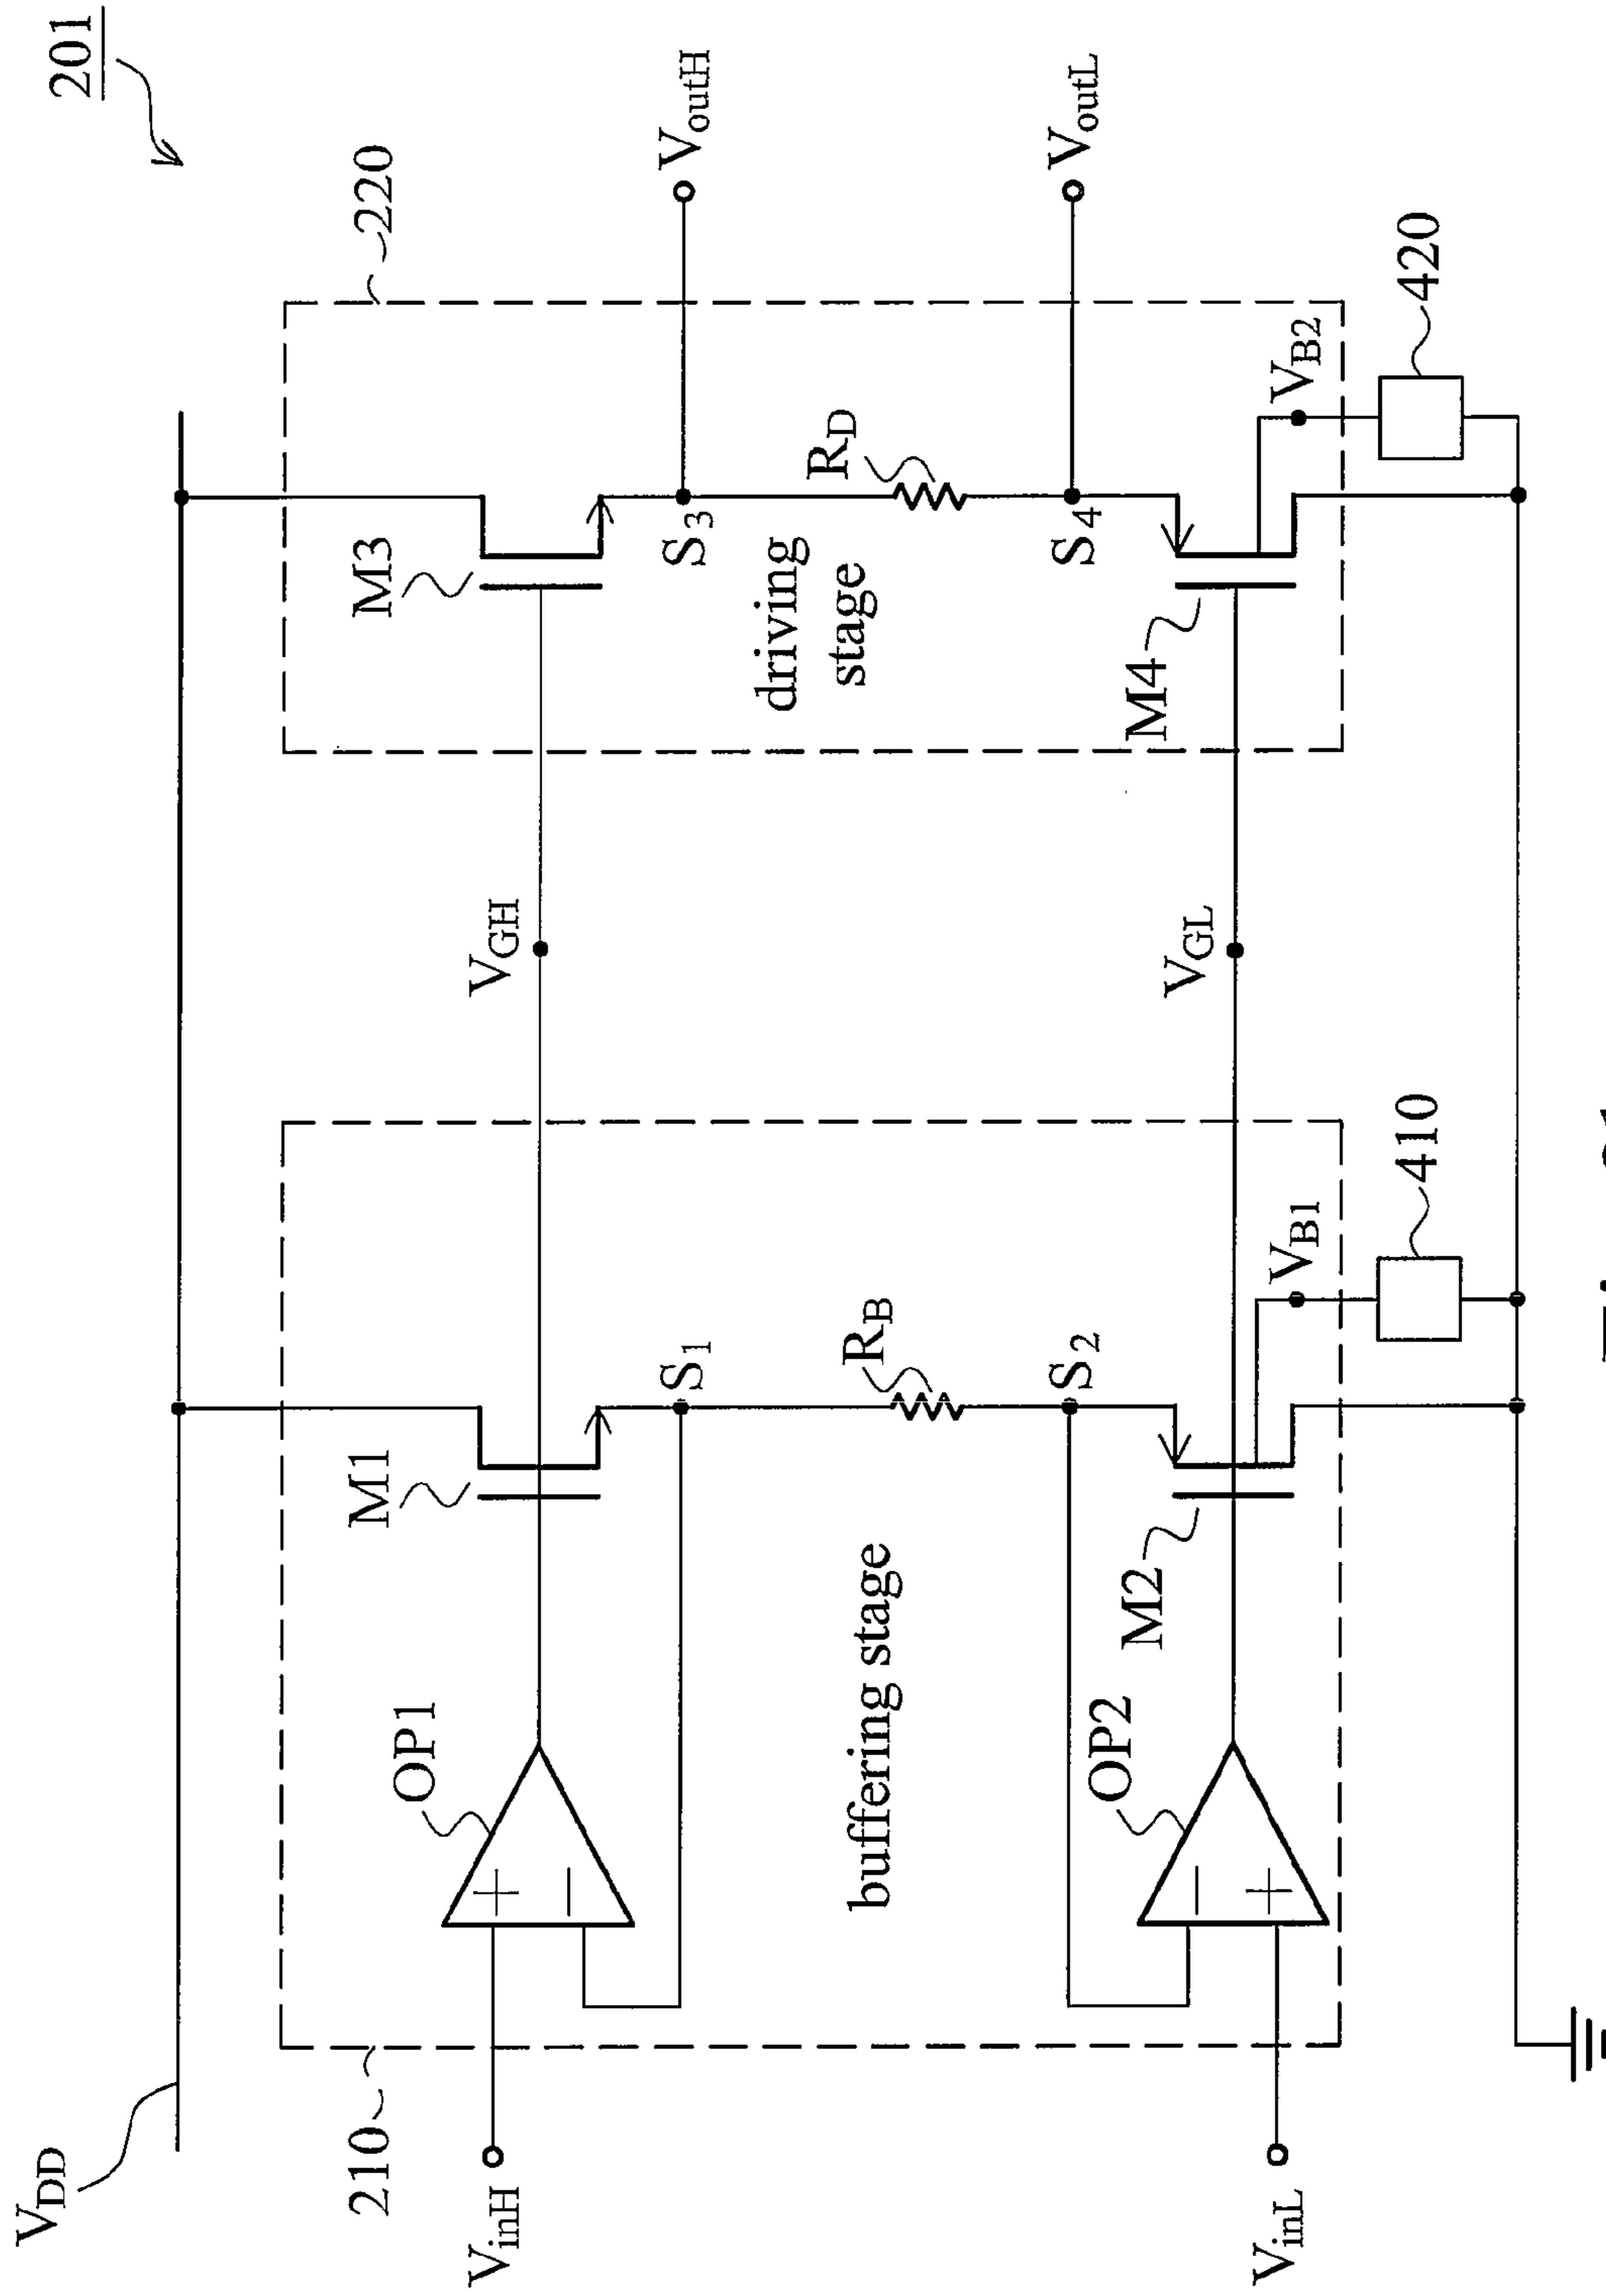 201
V_DD
210
220
OP1
M1
V_GH
M3
V_inH
V_outH
S_1
S_3
buffering stage
R_B
driving
stage
R_D
S_2
S_4
V_outL
OP2
M2
V_GL
M4
V_inL
V_B1
V_B2
410
420